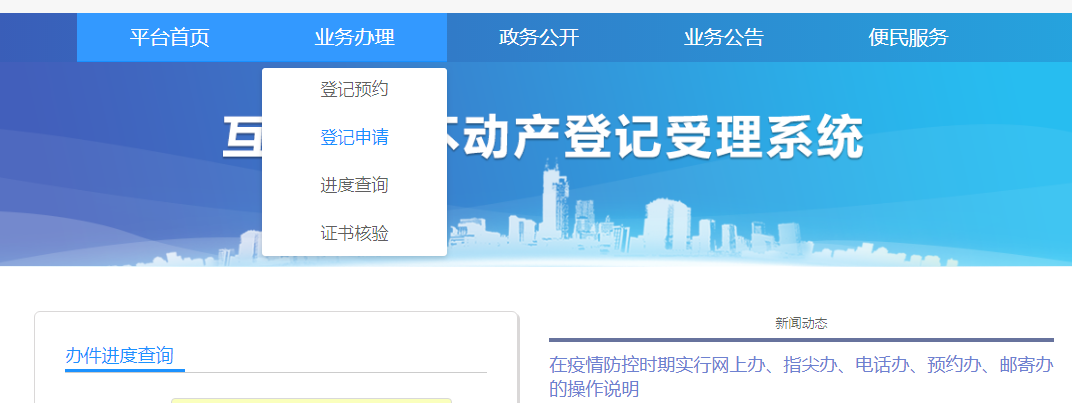 平台首页 业务办理 政务公开 业务公告 便民服务
登记预约
登记申请
进度查询
证书核验
互 不动产登记受理系统
办件进度查询
新闻动态
在疫情防控时期实行网上办、指尖办、电话办、预约办、邮寄办
的操作说明